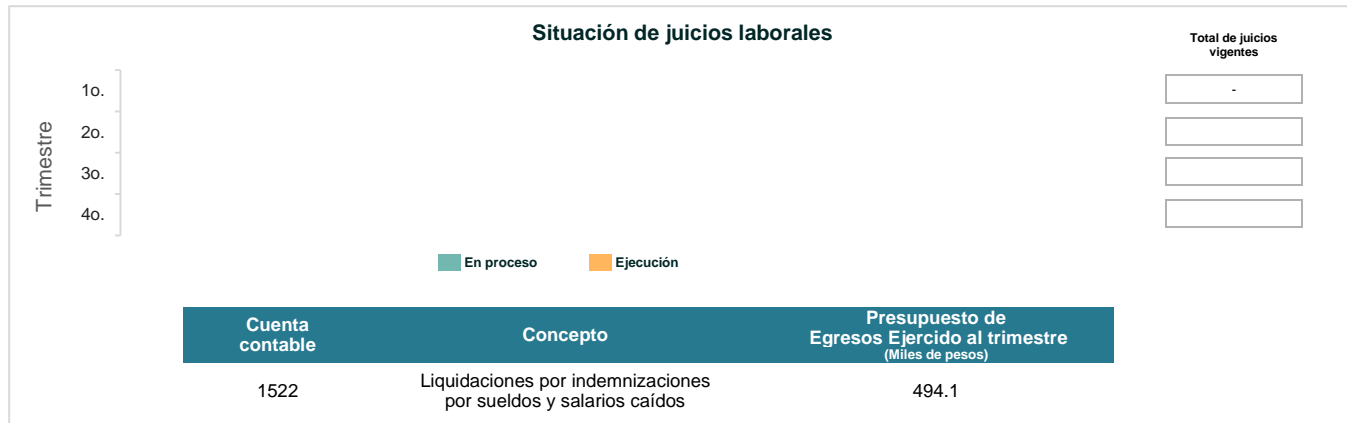 Situación de juicios laborales
Total de juicios
vigentes
Trimestre
1o.
-
2o.
3o.
4o.
En proceso
Ejecución
Cuenta
contable
Concepto
Presupuesto de
Egresos Ejercido al trimestre
(Miles de pesos)
1522
Liquidaciones por indemnizaciones
por sueldos y salarios caídos
494.1